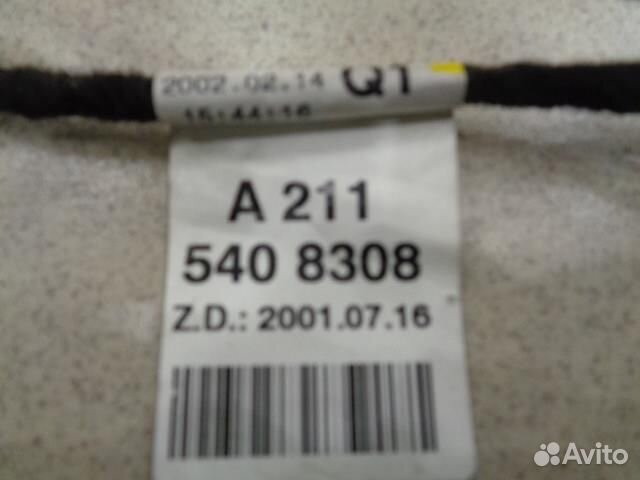 2002.02.14 Q1
15:44:16
A 211
540 8308
Z.D.: 2001.07.16
Avito